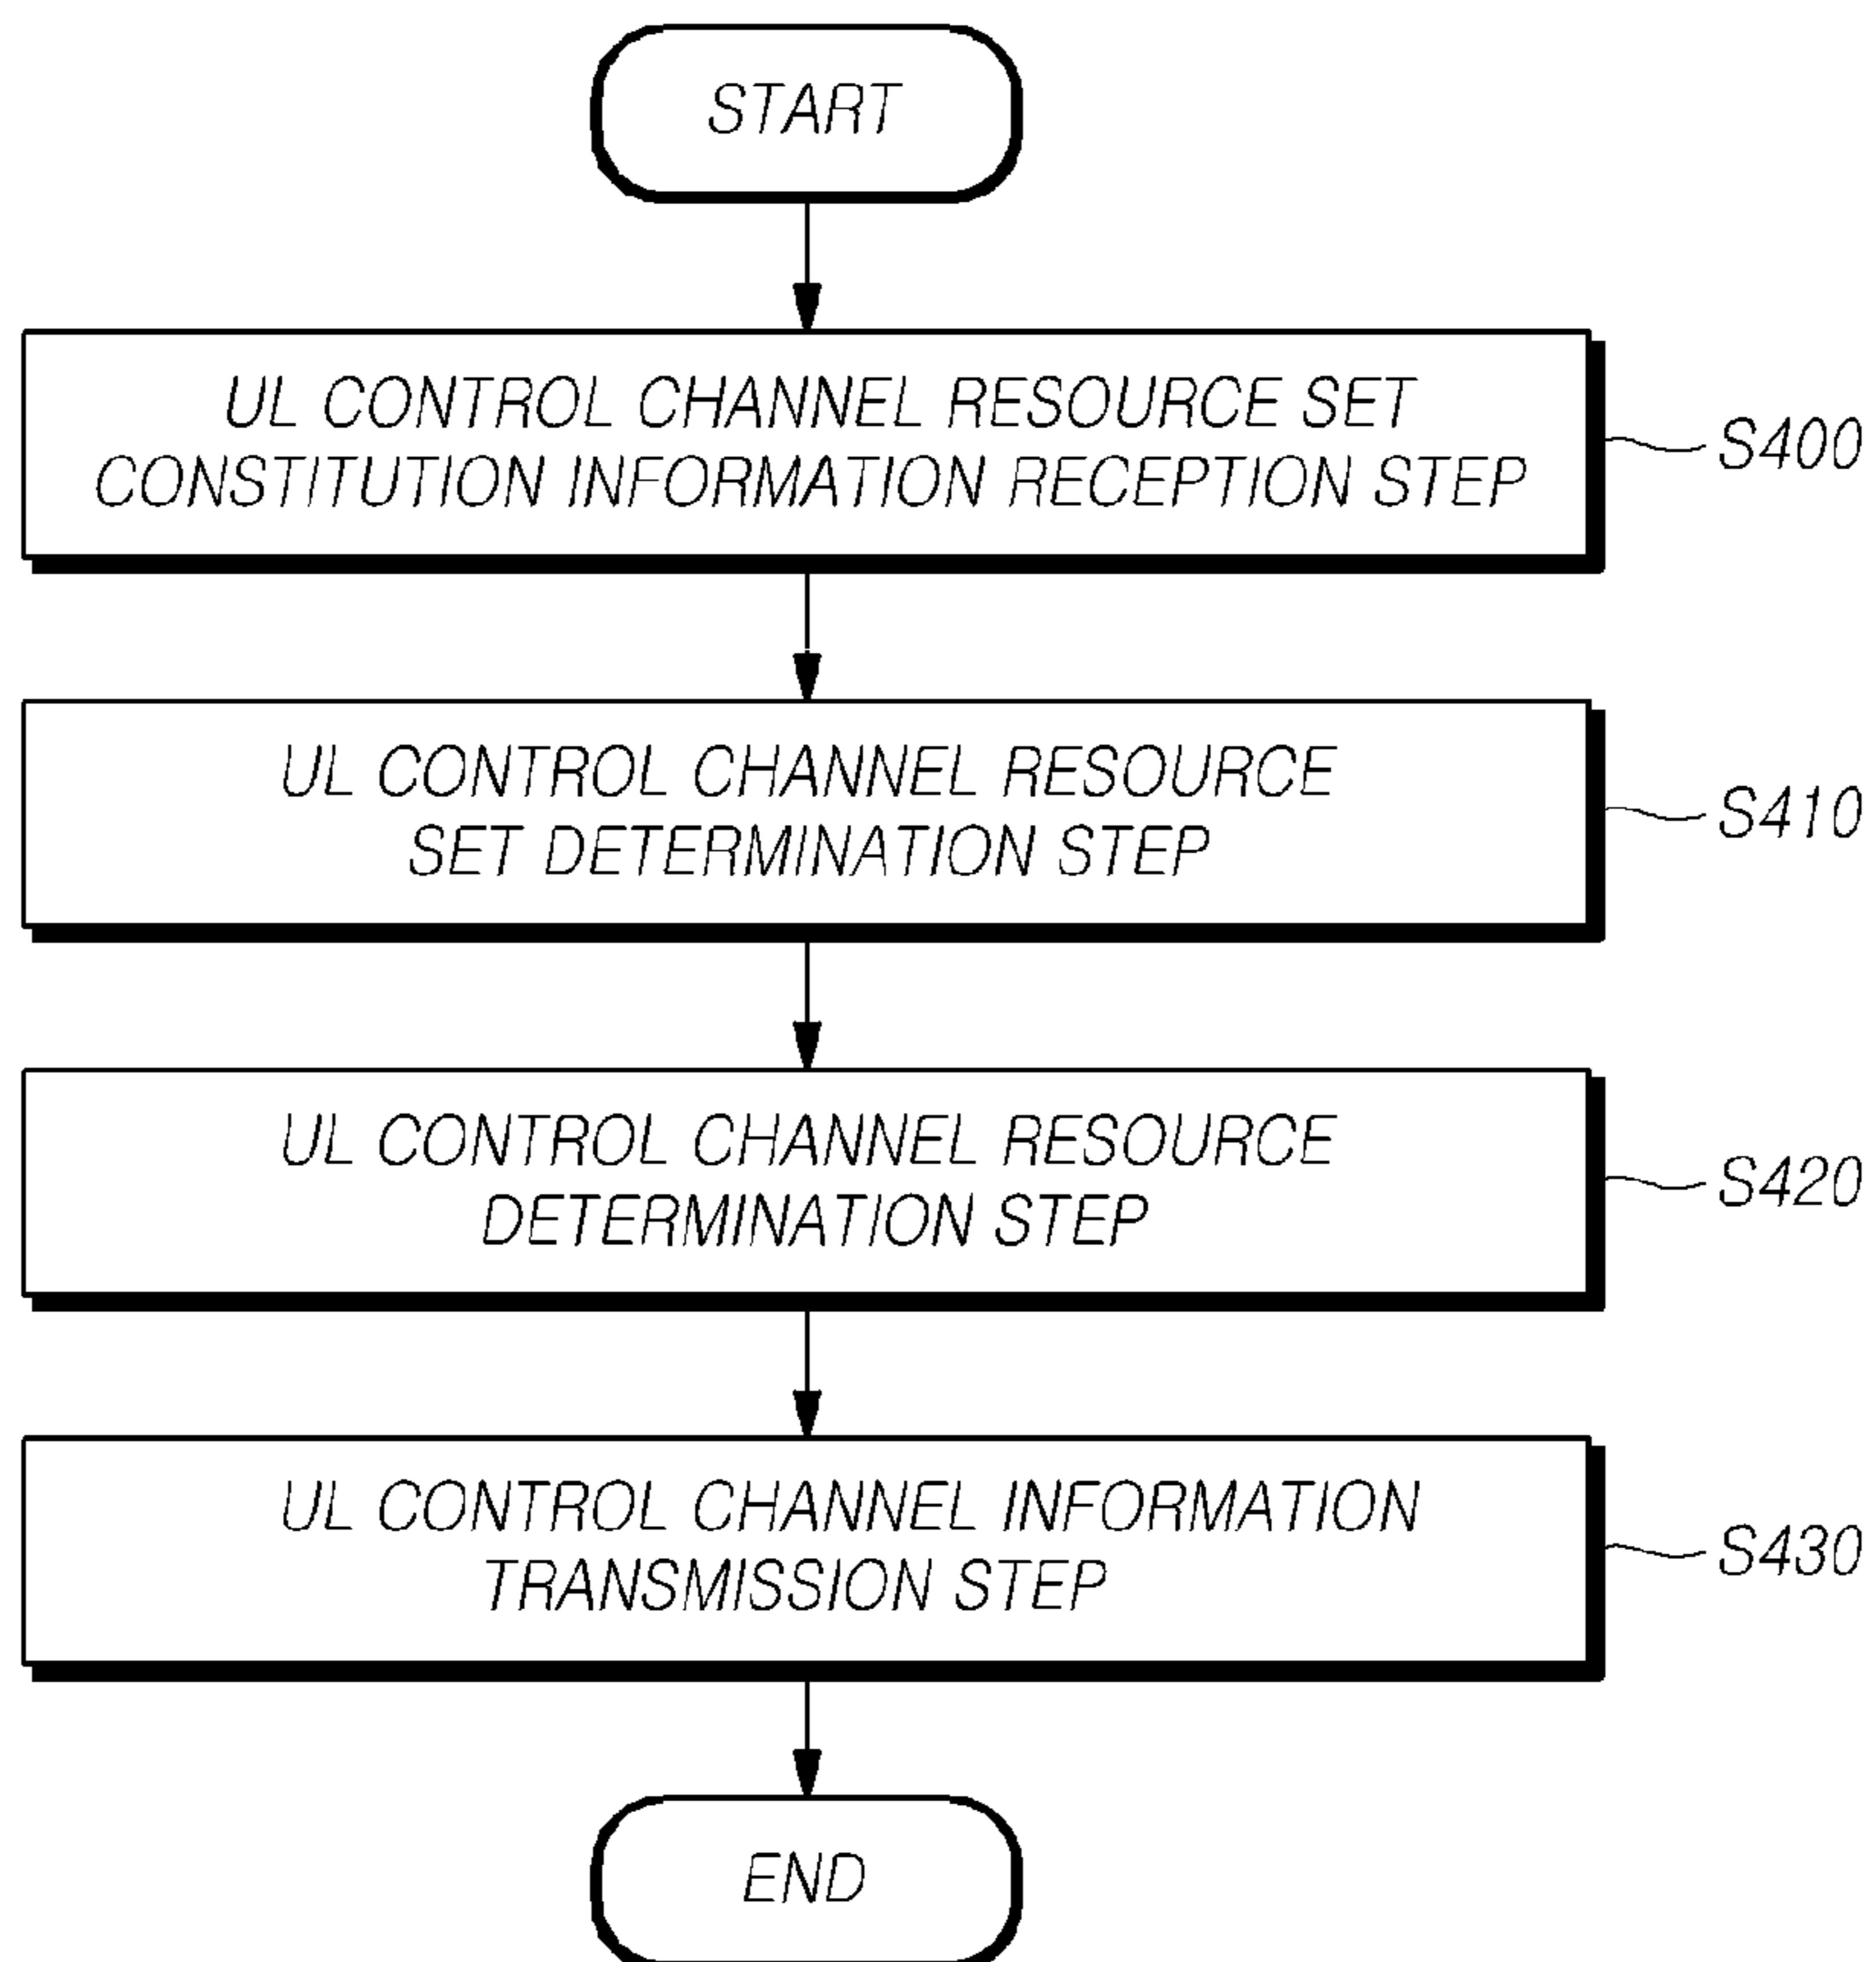 START
UL CONTROL CHANNEL RESOURCE SET
CONSTITUTION INFORMATION RECEPTION STEP
S400
UL CONTROL CHANNEL RESOURCE
SET DETERMINATION STEP
S410
UL CONTROL CHANNEL RESOURCE
DETERMINATION STEP
S420
UL CONTROL CHANNEL INFORMATION
TRANSMISSION STEP
S430
END